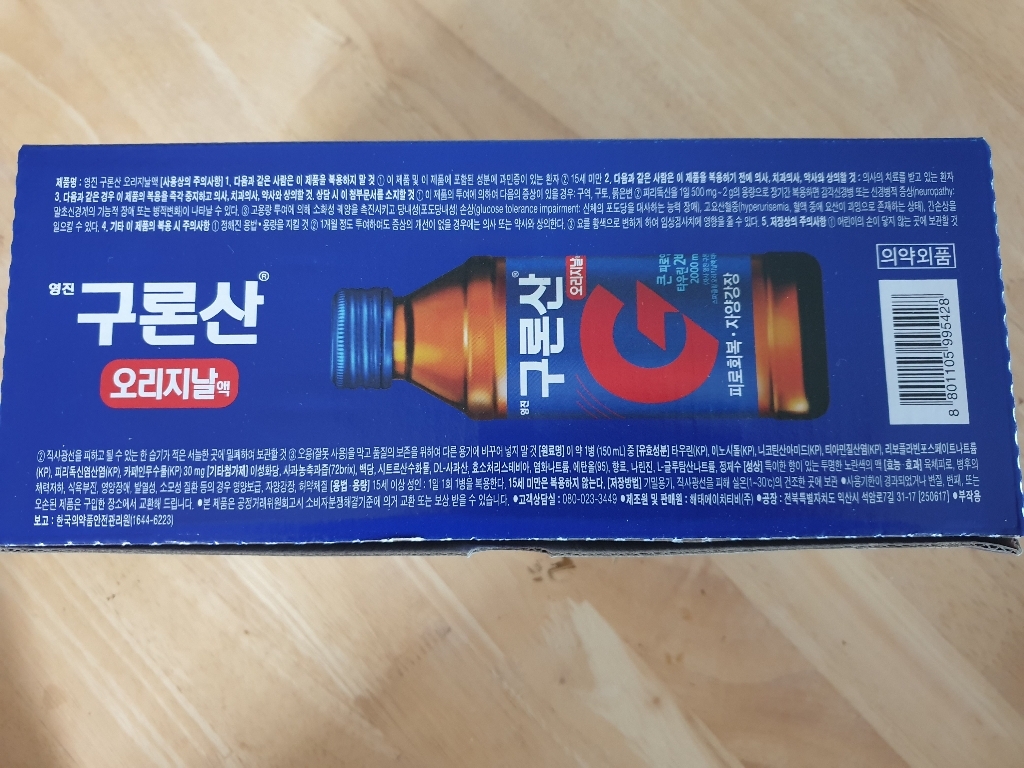 제품명 : 영진 구론산 오리지날액 [사용상의 주의사항] 1. 다음과 같은 사람은 이 제품을 복용하지 말 것 ① 이 제품 및 이 제품에 포함된 성분에 과민증이 있는 환자 ② 15세 미만 2. 다음과 같은 사람은 이 제품을 복용하기 전에 의사, 치과의사, 약사와 상의할 것 : 의사의 치료를 받고 있는 환자
3. 다음과 같은 경우 이 제품의 복용을 즉각 중지하고 의사, 치과의사, 약사와 상의할 것. 상담 시 이 첨부문서를 소지할 것 ① 이 제품의 투여에 의하여 다음의 증상이 있을 경우: 구역, 구토, 묽은변 ② 피리독신을 1일 500 mg~2 g의 용량으로 장기간 복용하면 감각신경병 또는 신경병적 증상(neuropathy:
말초신경계의 기능적 장애 또는 병적변화)이 나타날 수 있다. ③ 고용량 투여에 의해 소화성 궤양을 촉진시키고 당내성(포도당내성) 손상(glucose tolerance impairment: 신체의 포도당을 대사하는 능력 장애), 고요산혈증(hyperurisemia, 혈액 중에 요산이 과잉으로 존재하는 상태), 간손상을
일으킬 수 있다. 4. 기타 이 제품의 복용 시 주의사항 ① 정해진 용법•용량을 지킬 것 ② 1개월 정도 투여하여도 증상의 개선이 없을 경우에는 의사 또는 약사와 상의한다. ③ 요를 황색으로 변하게 하여 임상검사치에 영향을 줄 수 있다. 5. 저장상의 주의사항 ① 어린이의 손이 닿지 않는 곳에 보관할 것
의약외품
영진 구론산®
오리지날액
영진 구론산®
오리지날
G
타우린 2배
2000 m
피로회복·자양강장
8 801105 995428
② 직사광선을 피하고 될 수 있는 한 습기가 적은 서늘한 곳에 밀폐하여 보관할 것 ③ 오용(잘못 사용)을 막고 품질의 보존을 위하여 다른 용기에 바꾸어 넣지 말 것 [원료명] 이 약 1병 (150 mL) 중 [유효성분] 타우린(KP), 이노시톨(KP), 니코틴산아미드(KP), 티아민질산염(KP), 리보플라빈포스페이트나트륨
(KP), 피리독신염산염(KP), 카페인무수물(KP) 30 mg [기타첨가제] 이성화당, 사과농축과즙(72brix), 백당, 시트르산수화물, DL-사과산, 효소처리스테비아, 염화나트륨, 에탄올(95), 향료, 나린진, L-글루탐산나트륨, 정제수 [성상] 특이한 향이 있는 투명한 노란색의 액 [효능·효과] 육체피로, 병후의
체력저하, 식욕부진, 영양장애, 발열성, 소모성 질환 등의 경우 영양보급, 자양강장, 허약체질 [용법·용량] 15세 이상 성인: 1일 1회 1병을 복용한다. 15세 미만은 복용하지 않는다. [저장방법] 기밀용기, 직사광선을 피해 실온(1~30℃)의 건조한 곳에 보관 ●사용기한이 경과되었거나 변질, 변패, 또는
오손된 제품은 구입한 장소에서 교환해 드립니다. ●본 제품은 공정거래위원회고시 소비자분쟁해결기준에 의거 교환 또는 보상 받을 수 있습니다. ●고객상담실 : 080-023-3449 ●제조원 및 판매원 : 해태에이치티비(주) ●공장 : 전북특별자치도 익산시 석암로7길 31-17 [250617] ●부작용
보고 : 한국의약품안전관리원(1644-6223)